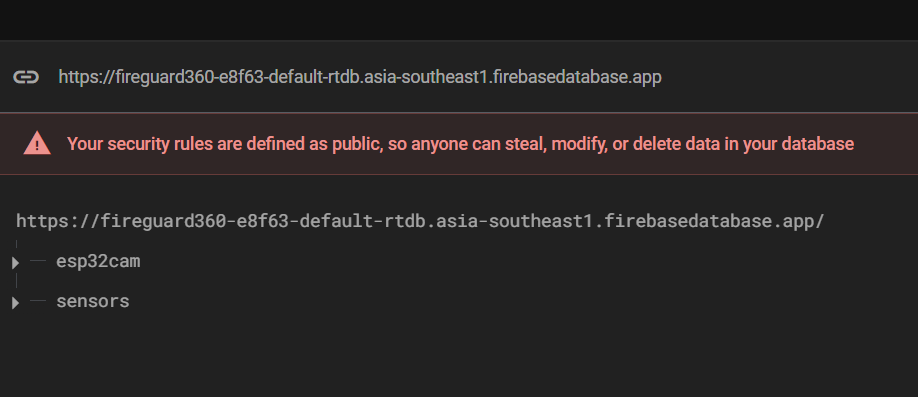 https://fireguard360-e8f63-default-rtdb.asia-southeast1.firebasedatabase.app
Your security rules are defined as public, so anyone can steal, modify, or delete data in your database
https://fireguard360-e8f63-default-rtdb.asia-southeast1.firebasedatabase.app/
esp32cam
sensors